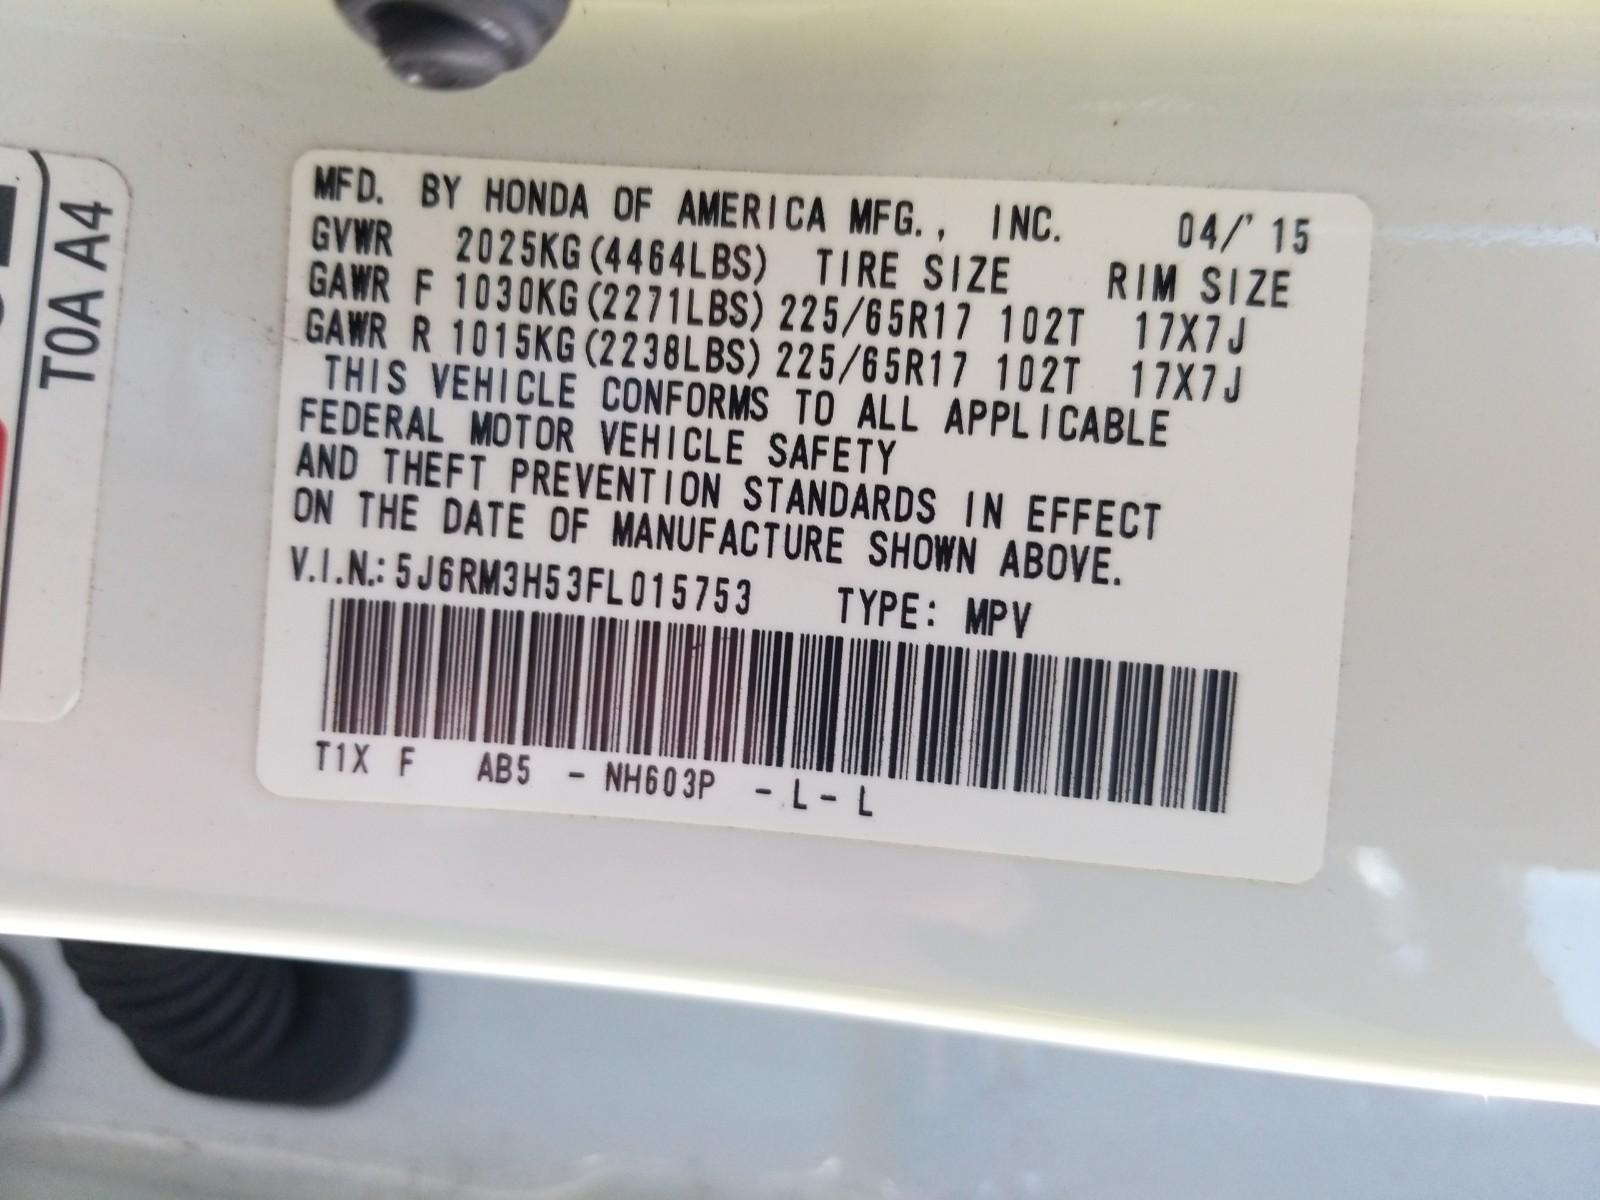 MFD. BY HONDA OF AMERICA MFG., INC. 04/'15
GVWR 2025KG(4464LBS) TIRE SIZE RIM SIZE
GAWR F 1030KG(2271LBS) 225/65R17 102T 17X7J
GAWR R 1015KG(2238LBS) 225/65R17 102T 17X7J
THIS VEHICLE CONFORMS TO ALL APPLICABLE
FEDERAL MOTOR VEHICLE SAFETY
AND THEFT PREVENTION STANDARDS IN EFFECT
ON THE DATE OF MANUFACTURE SHOWN ABOVE.
V.I.N.: 5J6RM3H53FL015753 TYPE: MPV
T1X F AB5 - NH603P - L - L
T0A A4